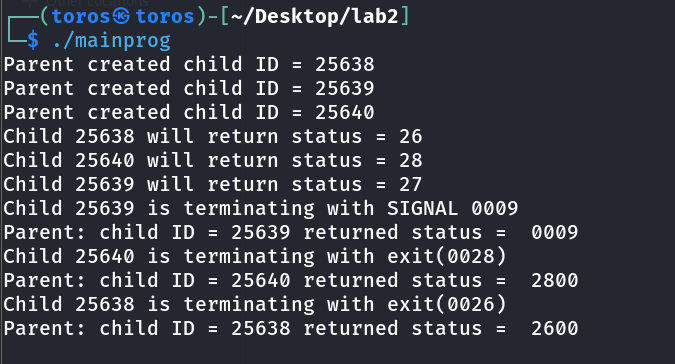 ┌──(toros㉿toros)-[~/Desktop/lab2]
└─$ ./mainprog
Parent created child ID = 25638
Parent created child ID = 25639
Parent created child ID = 25640
Child 25638 will return status = 26
Child 25640 will return status = 28
Child 25639 will return status = 27
Child 25639 is terminating with SIGNAL 0009
Parent: child ID = 25639 returned status =  0009
Child 25640 is terminating with exit(0028)
Parent: child ID = 25640 returned status =  2800
Child 25638 is terminating with exit(0026)
Parent: child ID = 25638 returned status =  2600